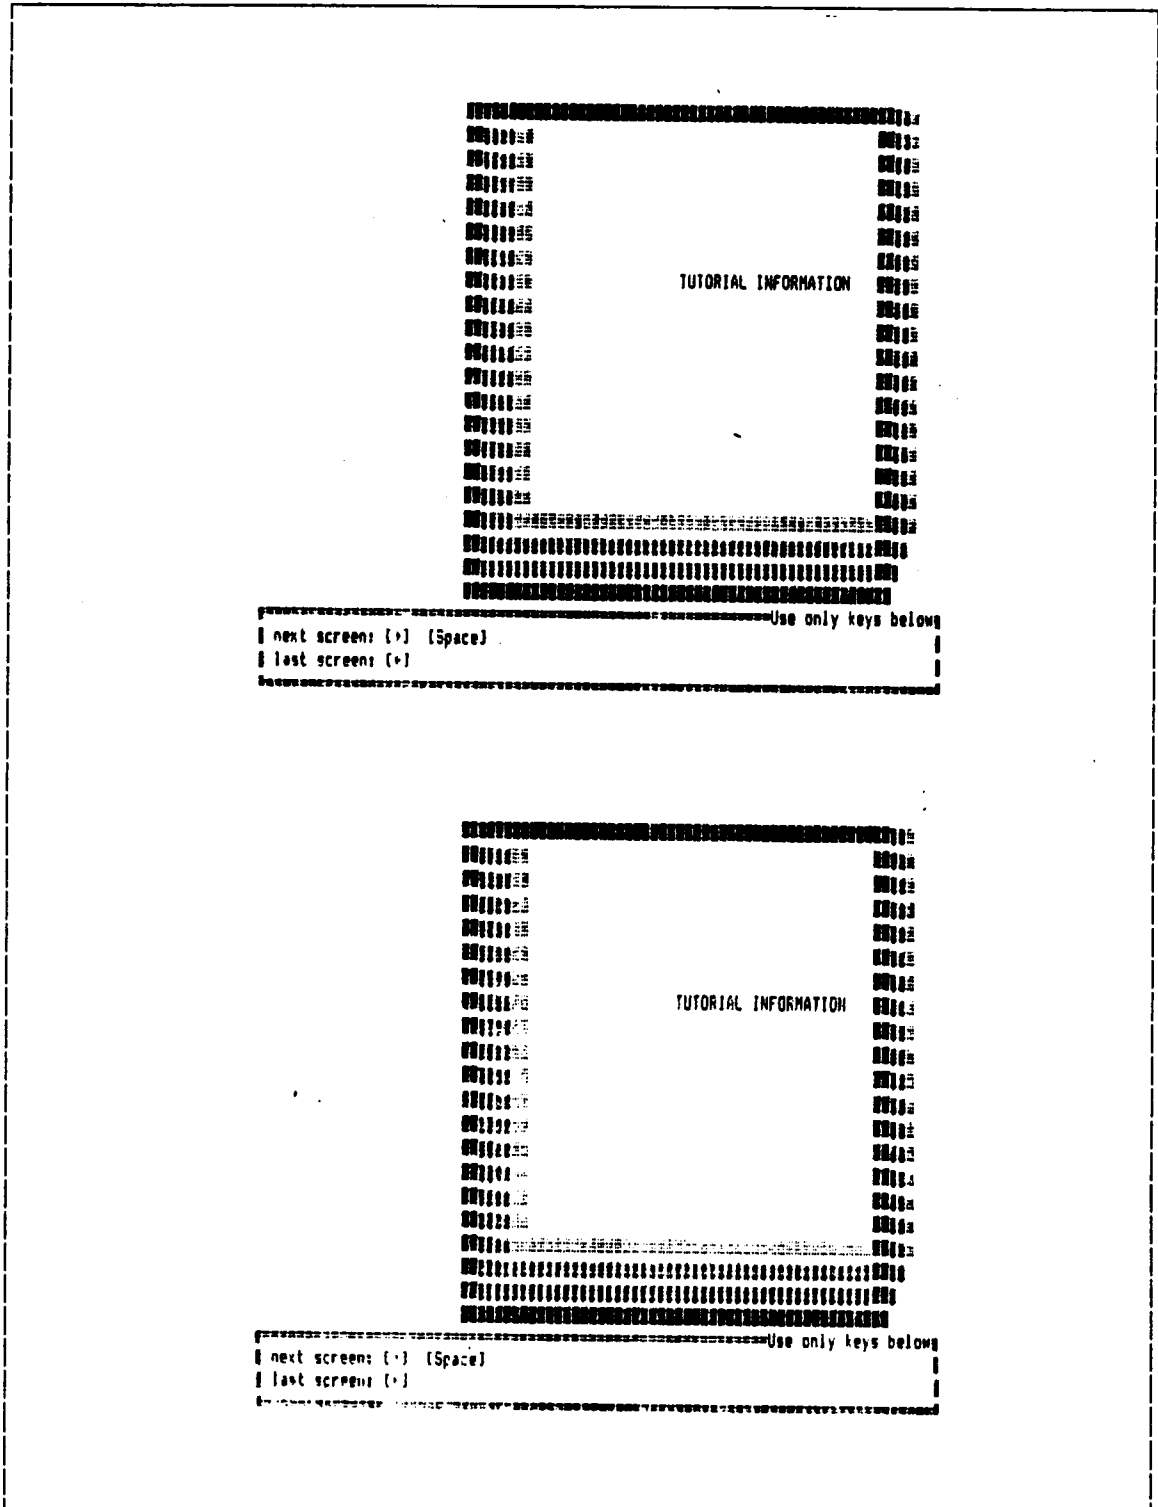 TUTORIAL INFORMATION
Use only keys below
next screen: [+] [Space]
last screen: [+]
TUTORIAL INFORMATION
Use only keys below
next screen: [+] [Space]
last screen: [+]